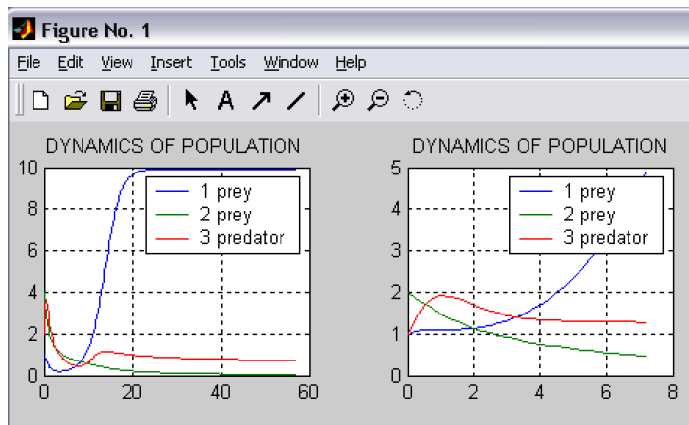 Figure No. 1
File Edit View Insert Tools Window Help
DYNAMICS OF POPULATION
10
8
6
4
2
0
0 20 40 60
1 prey
2 prey
3 predator
DYNAMICS OF POPULATION
5
4
3
2
1
0
0 2 4 6 8
1 prey
2 prey
3 predator